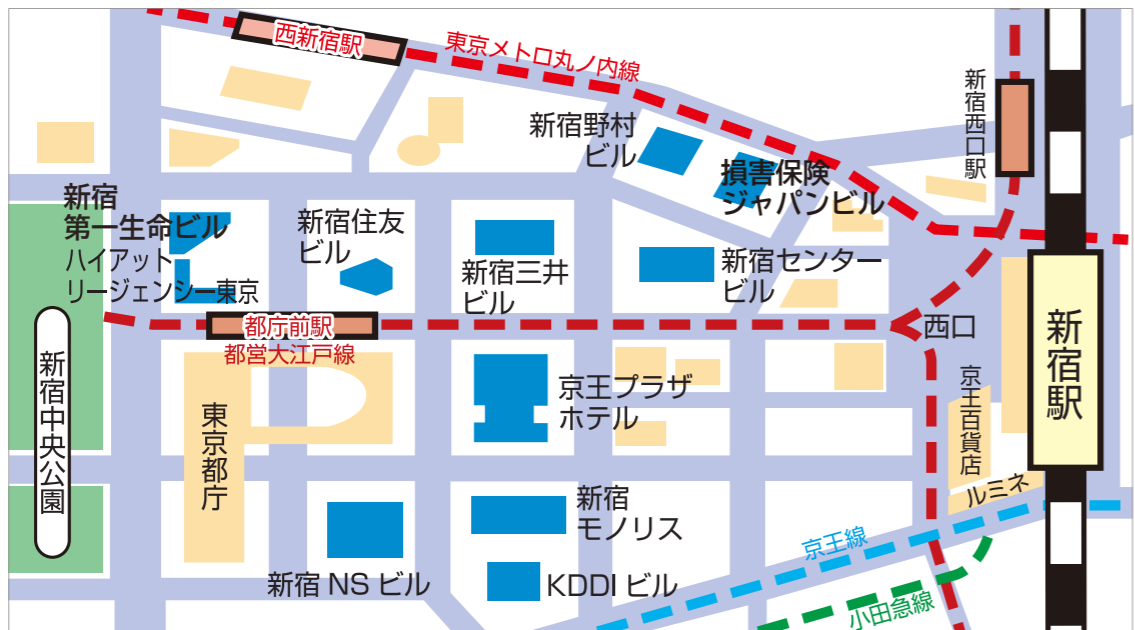 西新宿駅
東京メトロ丸ノ内線
新宿西口駅
新宿野村
ビル
損害保険
ジャパンビル
新宿
第一生命ビル
ハイアット
リージェンシー東京
新宿住友
ビル
新宿三井
ビル
新宿センター
ビル
都庁前駅
都営大江戸線
西口
新宿駅
新宿中央公園
東京都庁
京王プラザ
ホテル
京王百貨店
ルミネ
新宿
モノリス
新宿 NS ビル
KDDI ビル
京王線
小田急線